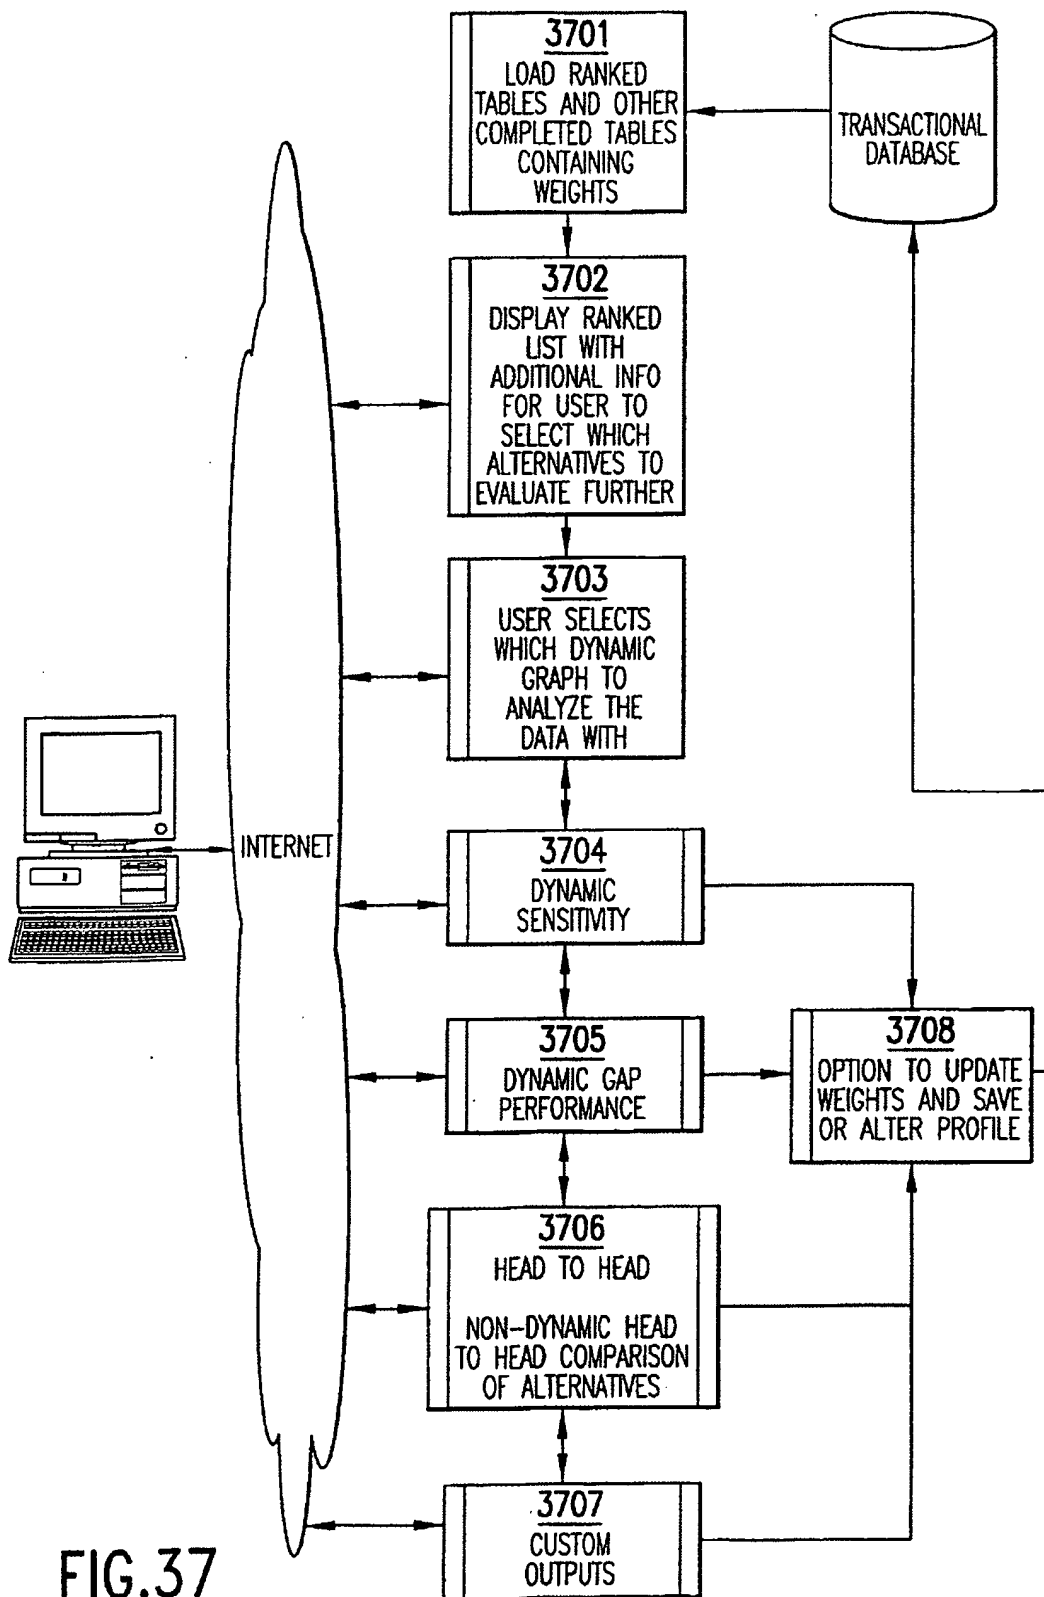 3701
LOAD RANKED
TABLES AND OTHER
COMPLETED TABLES
CONTAINING
WEIGHTS
TRANSACTIONAL
DATABASE
3702
DISPLAY RANKED
LIST WITH
ADDITIONAL INFO
FOR USER TO
SELECT WHICH
ALTERNATIVES TO
EVALUATE FURTHER
3703
USER SELECTS
WHICH DYNAMIC
GRAPH TO
ANALYZE THE
DATA WITH
INTERNET
3704
DYNAMIC
SENSITIVITY
3705
DYNAMIC GAP
PERFORMANCE
3708
OPTION TO UPDATE
WEIGHTS AND SAVE
OR ALTER PROFILE
3706
HEAD TO HEAD
NON-DYNAMIC HEAD
TO HEAD COMPARISON
OF ALTERNATIVES
3707
CUSTOM
OUTPUTS
FIG.37